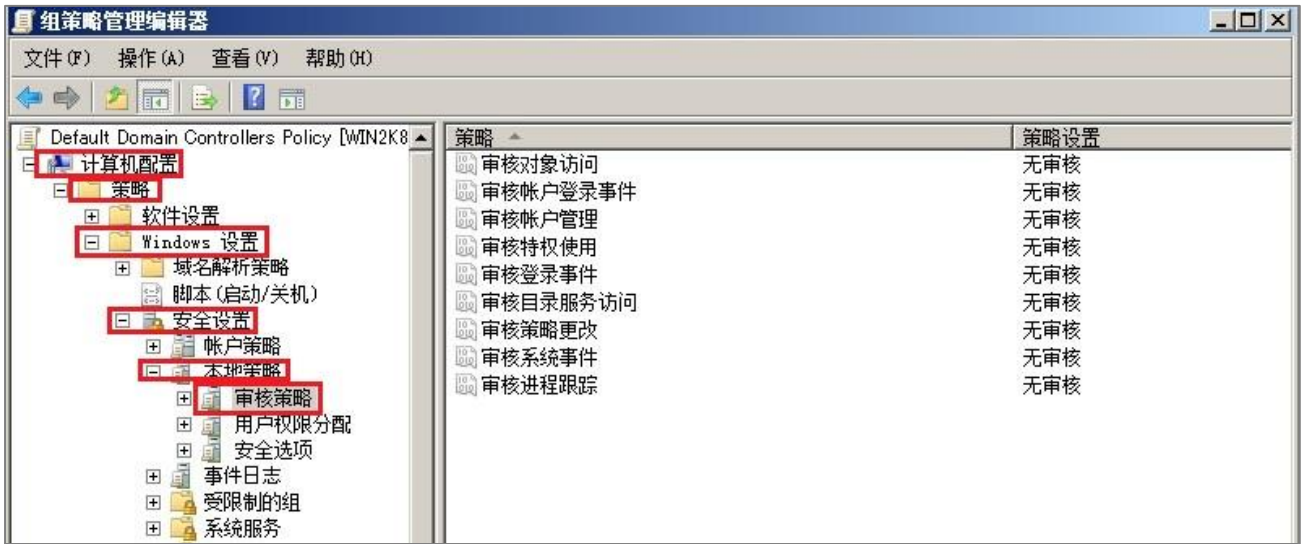 组策略管理编辑器
文件(F) 操作(A) 查看(V) 帮助(H)
Default Domain Controllers Policy [WIN2K8
计算机配置
策略
软件设置
Windows 设置
域名解析策略
脚本(启动/关机)
安全设置
帐户策略
本地策略
审核策略
用户权限分配
安全选项
事件日志
受限制的组
系统服务
策略 策略设置
审核对象访问 无审核
审核帐户登录事件 无审核
审核帐户管理 无审核
审核特权使用 无审核
审核登录事件 无审核
审核目录服务访问 无审核
审核策略更改 无审核
审核系统事件 无审核
审核进程跟踪 无审核